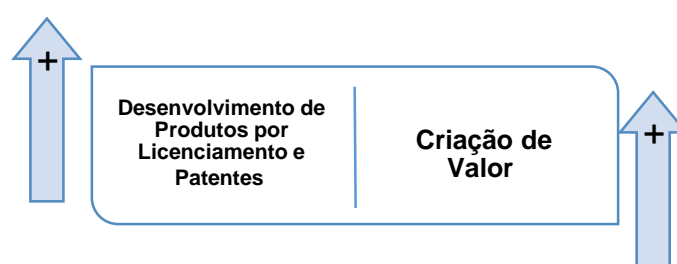 +
Desenvolvimento de
Produtos por
Licenciamento e
Patentes
Criação de
Valor
+